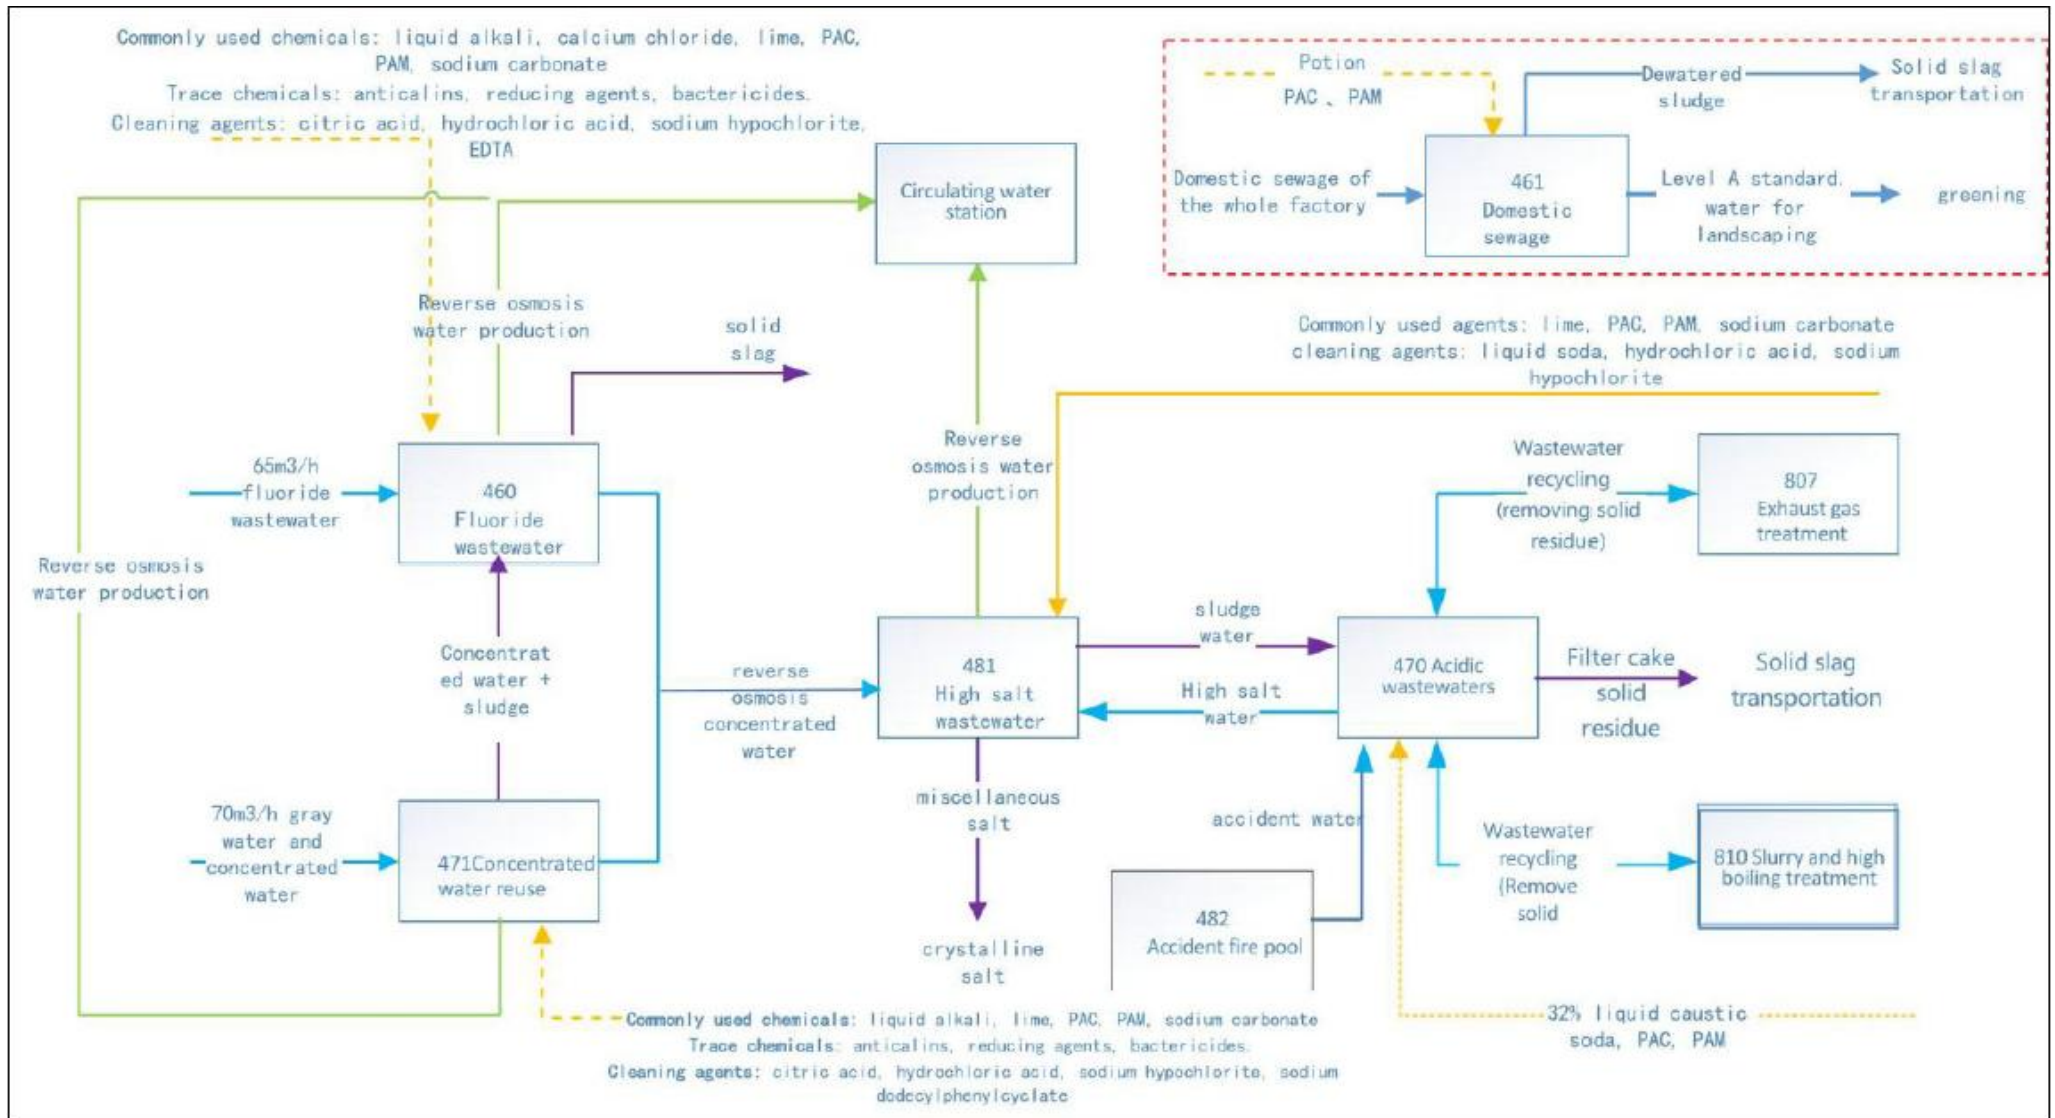 Commonly used chemicals: liquid alkali, calcium chloride, lime, PAC,
PAM, sodium carbonate
Trace chemicals: anticalins, reducing agents, bactericides.
Cleaning agents: citric acid, hydrochloric acid, sodium hypochlorite,
EDTA
Potion
PAC 、 PAM
Dewatered
sludge
Solid slag
transportation
Domestic sewage of
the whole factory
461
Domestic
sewage
Level A standard.
water for
landscaping
greening
Circulating water
station
Reverse osmosis
water production
solid
slag
Commonly used agents: lime, PAC, PAM, sodium carbonate
cleaning agents: liquid soda, hydrochloric acid, sodium
hypochlorite
65m3/h
fluoride
wastewater
460
Fluoride
wastewater
Reverse
osmosis water
production
Wastewater
recycling
(removing solid
residue)
807
Exhaust gas
treatment
Reverse osmosis
water production
Concentrat
ed water +
sludge
reverse
osmosis
concentrated
water
481
High salt
wastewater
sludge
water
High salt
water
470 Acidic
wastewaters
Filter cake
solid
residue
Solid slag
transportation
70m3/h gray
water and
concentrated
water
471Concentrated
water reuse
miscellaneous
salt
crystalline
salt
accident water
482
Accident fire pool
Wastewater
recycling
(Remove
solid
810 Slurry and high
boiling treatment
Commonly used chemicals: liquid alkali, lime, PAC, PAM, sodium carbonate
Trace chemicals: anticalins, reducing agents, bactericides.
Cleaning agents: citric acid, hydrochloric acid, sodium hypochlorite, sodium
dodecylphenylcyclate
32% liquid caustic
soda, PAC, PAM